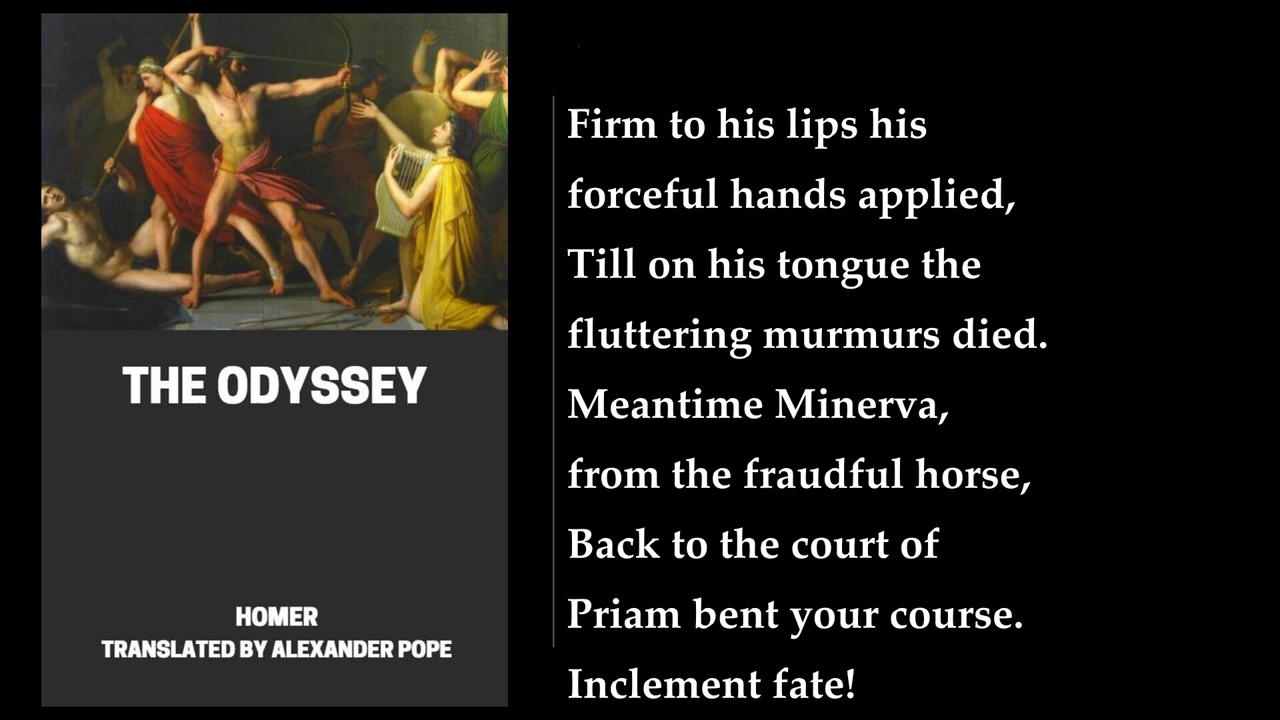 THE ODYSSEY
HOMER
TRANSLATED BY ALEXANDER POPE
Firm to his lips his
forceful hands applied,
Till on his tongue the
fluttering murmurs died.
Meantime Minerva,
from the fraudful horse,
Back to the court of
Priam bent your course.
Inclement fate!